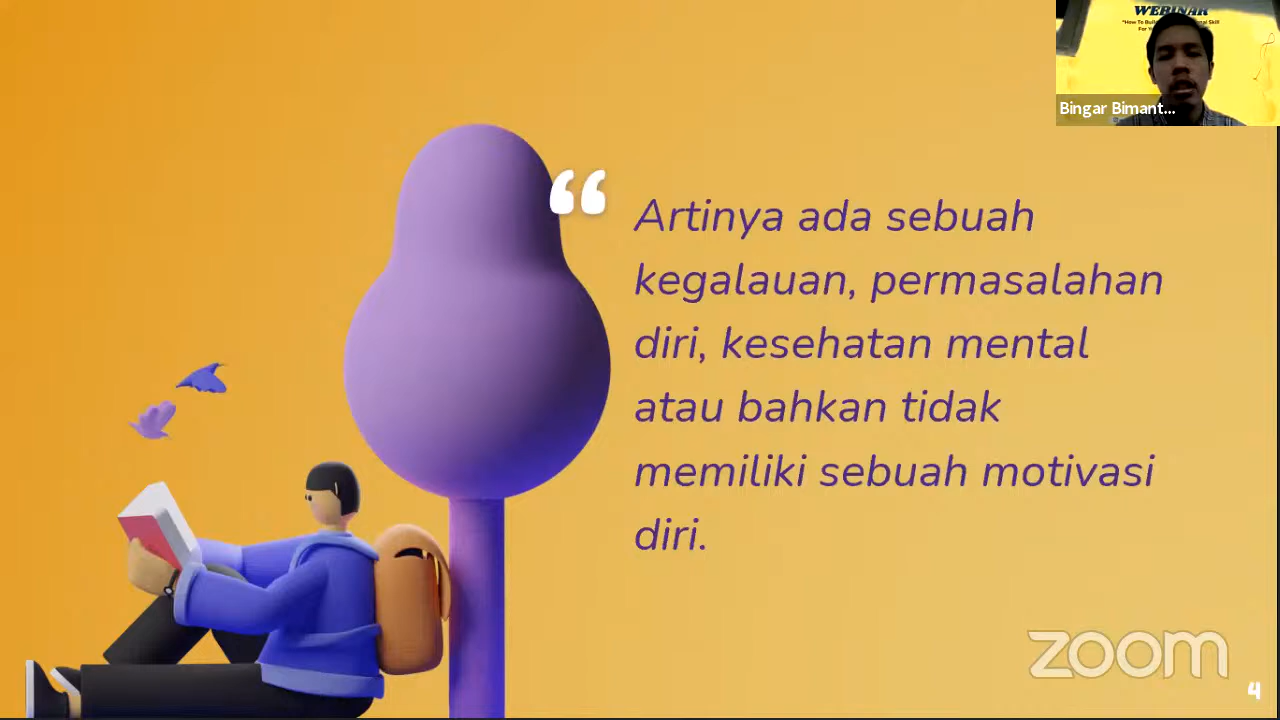 WEBINAR
Bingar Bimant...
“
Artinya ada sebuah
kegalauan, permasalahan
diri, kesehatan mental
atau bahkan tidak
memiliki sebuah motivasi
diri.
zoom
4